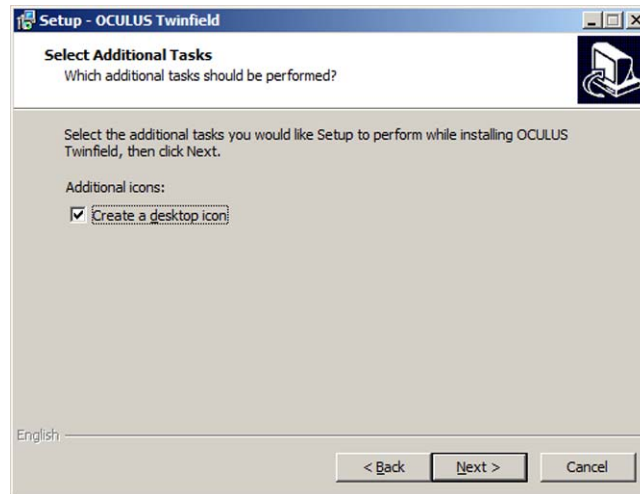 Setup - OCULUS Twinfield
Select Additional Tasks
Which additional tasks should be performed?
Select the additional tasks you would like Setup to perform while installing OCULUS
Twinfield, then click Next.
Additional icons:
Create a desktop icon
English
< Back
Next >
Cancel